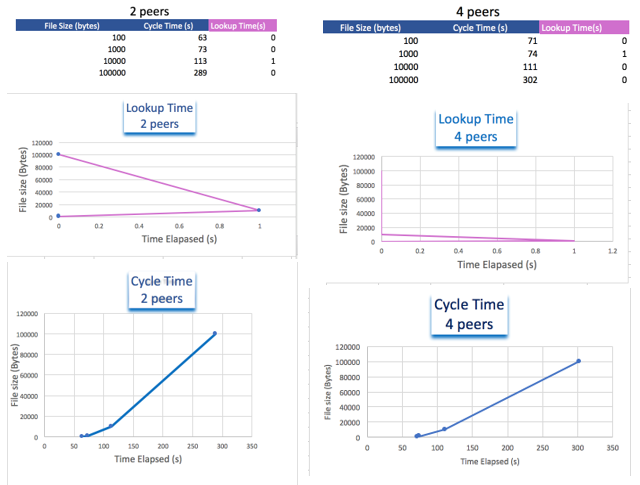 2 peers
File Size (bytes) Cycle Time (s) Lookup Time(s)
100 63 0
1000 73 0
10000 113 1
100000 289 0
4 peers
File Size (bytes) Cycle Time (s) Lookup Time(s)
100 71 0
1000 74 1
10000 111 0
100000 302 0
Lookup Time
2 peers
File size (Bytes)
120000
100000
80000
60000
40000
20000
0
0 0.2 0.4 0.6 0.8 1
Time Elapased (s)
Lookup Time
4 peers
File size (Bytes)
120000
100000
80000
60000
40000
20000
0
0 0.2 0.4 0.6 0.8 1 1.2
Time Elapased (s)
Cycle Time
2 peers
File size (Bytes)
120000
100000
80000
60000
40000
20000
0
0 50 100 150 200 250 300 350
Time Elapsed (s)
Cycle Time
4 peers
File size (Bytes)
120000
100000
80000
60000
40000
20000
0
0 50 100 150 200 250 300 350
Time Elapsed (s)